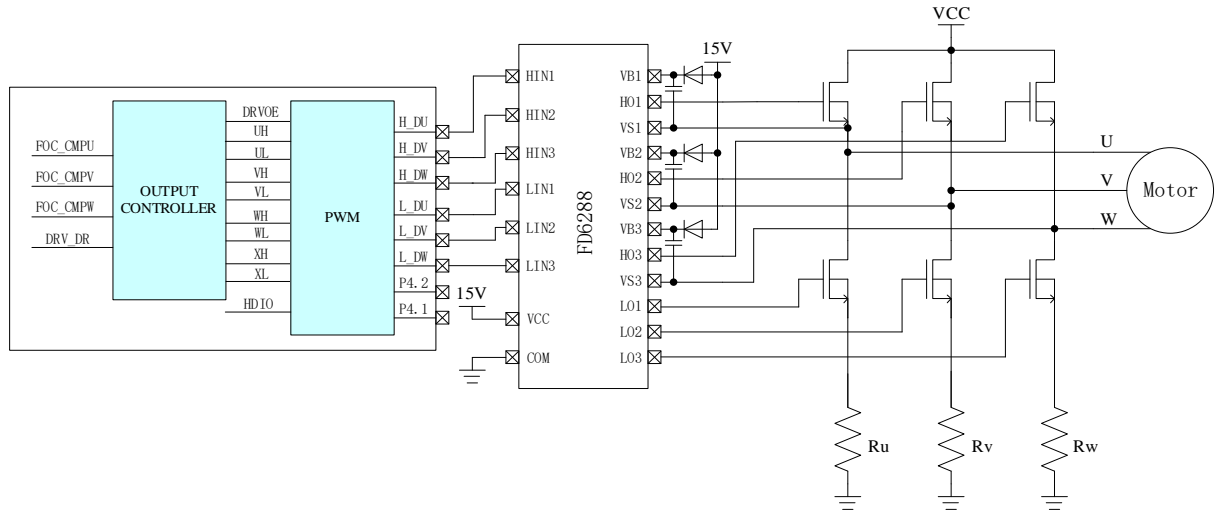 VCC
15V
HIN1
VB1
HO1
DRVOE
H_DU
HIN2
VS1
UH
U
FOC_CMPU
H_DV
VB2
UL
HIN3
FOC_CMPV
VH
H_DW
HO2
V
Motor
OUTPUT
CONTROLLER
VL
PWM
LIN1
FD6288
VS2
FOC_CMPW
WH
L_DU
LIN2
VB3
W
DRV_DR
WL
L_DV
HO3
XH
L_DW
LIN3
VS3
XL
P4.2
15V
LO1
HDIO
P4.1
VCC
LO2
COM
LO3
Ru
Rv
Rw